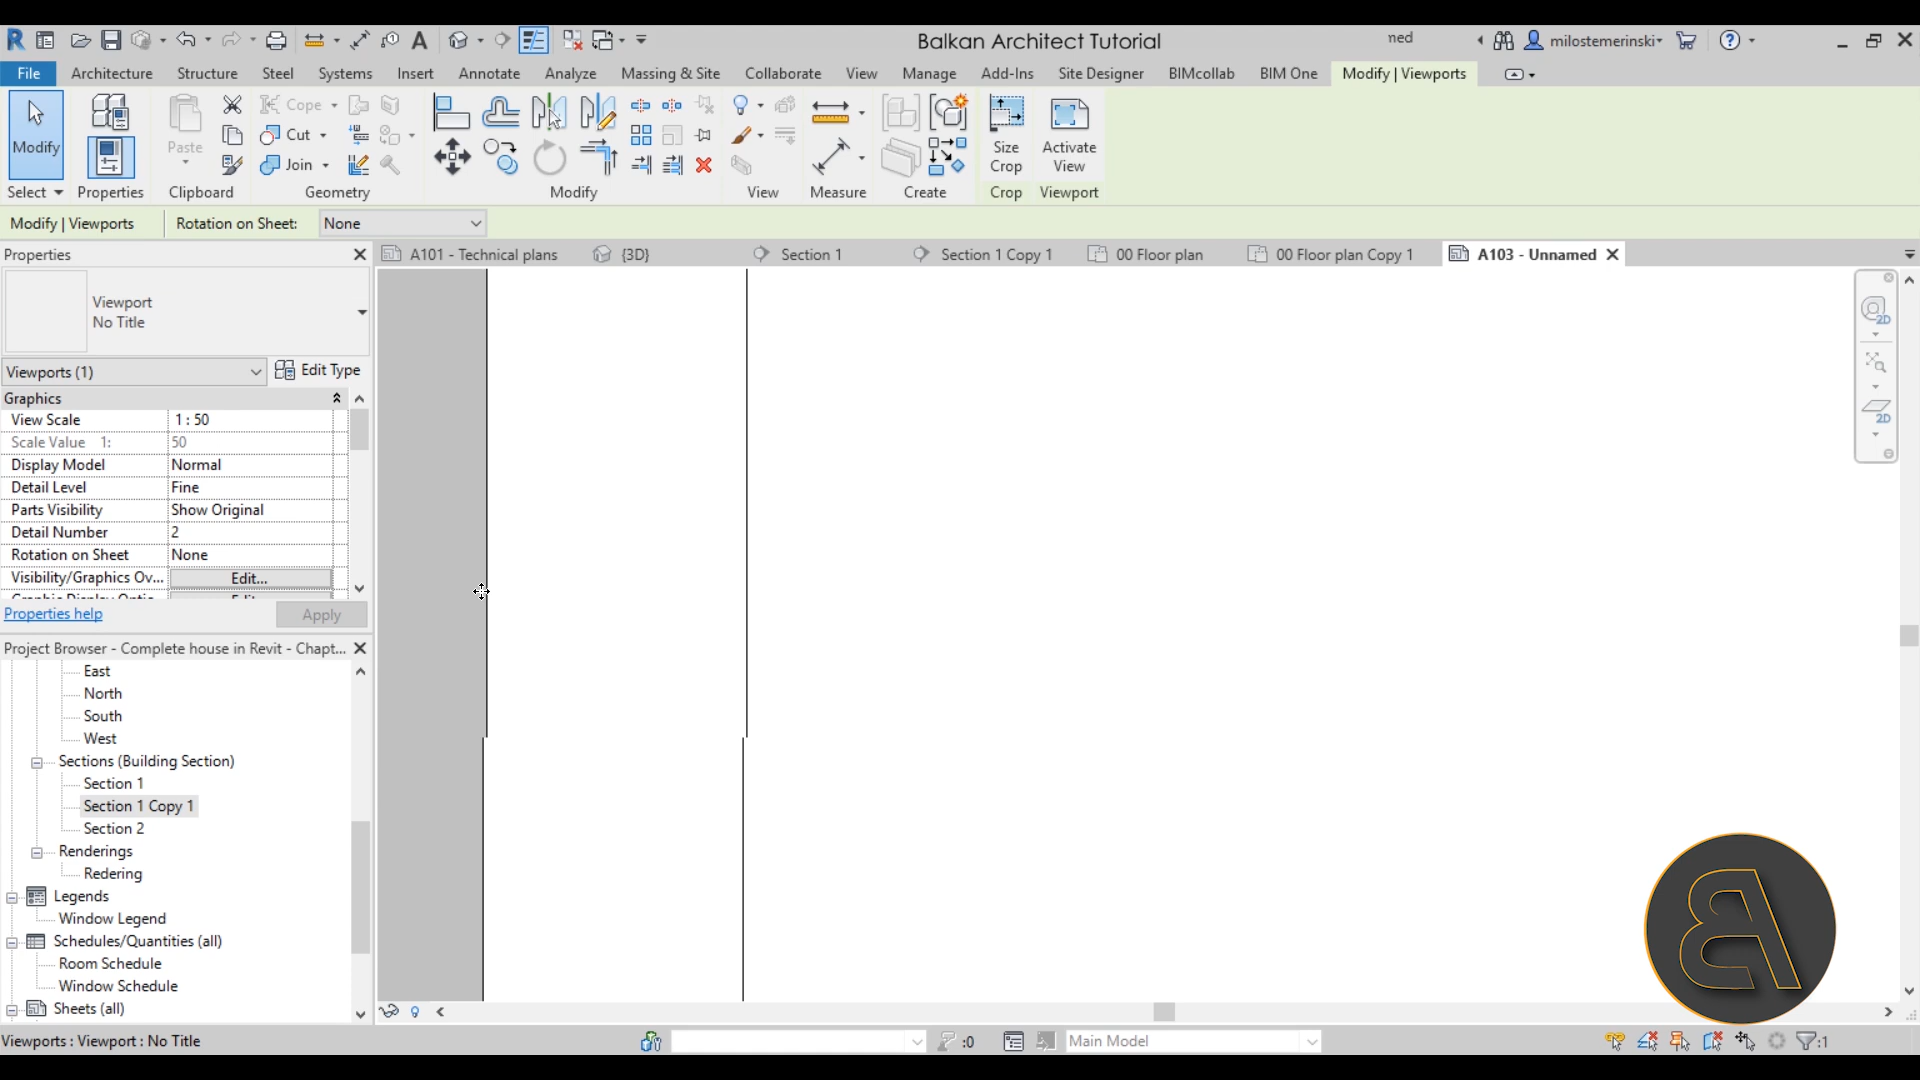 Balkan Architect Tutorial
ned
milostemerinski
File Architecture Structure Steel Systems Insert Annotate Analyze Massing & Site Collaborate View Manage Add-Ins Site Designer BIMcollab BIM One Modify | Viewports
Modify
Paste
Cope
Cut
Join
Size Crop
Activate View
Select Properties Clipboard Geometry Modify View Measure Create Crop Viewport
Modify | Viewports Rotation on Sheet: None
Properties
A101 - Technical plans {3D} Section 1 Section 1 Copy 1 00 Floor plan 00 Floor plan Copy 1 A103 - Unnamed
Viewport
No Title
Viewports (1) Edit Type
Graphics
View Scale 1 : 50
Scale Value 1: 50
Display Model Normal
Detail Level Fine
Parts Visibility Show Original
Detail Number 2
Rotation on Sheet None
Visibility/Graphics Ov... Edit...
Properties help Apply
Project Browser - Complete house in Revit - Chapt...
East
North
South
West
Sections (Building Section)
Section 1
Section 1 Copy 1
Section 2
Renderings
Redering
Legends
Window Legend
Schedules/Quantities (all)
Room Schedule
Window Schedule
Sheets (all)
Viewports : Viewport : No Title :0 Main Model :1